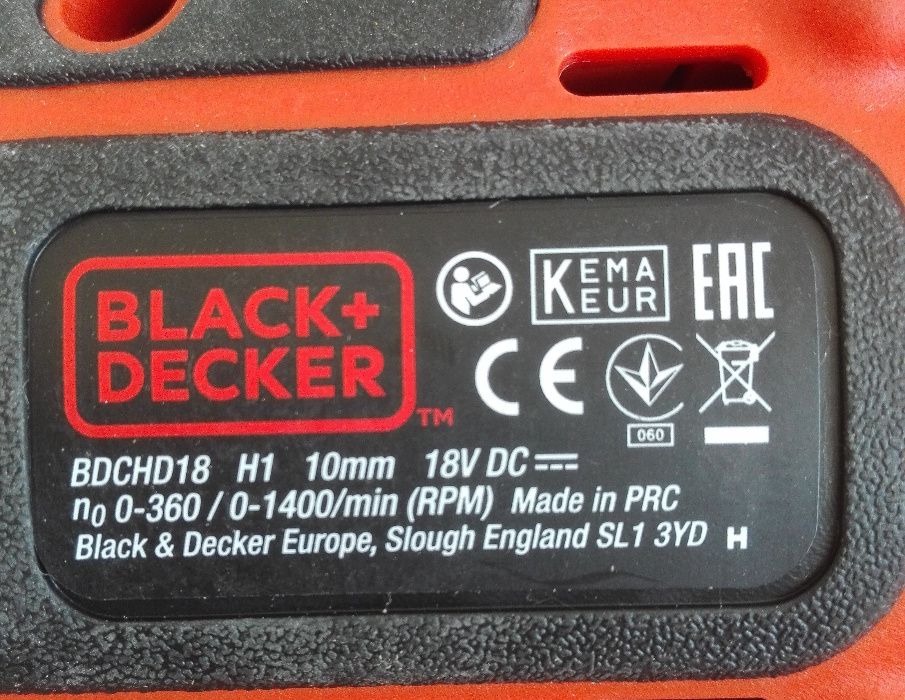 BLACK+
DECKER
TM
KEMA
EUR
EAC
CE
060
BDCHD18 H1 10mm 18V DC
n0 0-360 / 0-1400/min (RPM) Made in PRC
Black & Decker Europe, Slough England SL1 3YD H